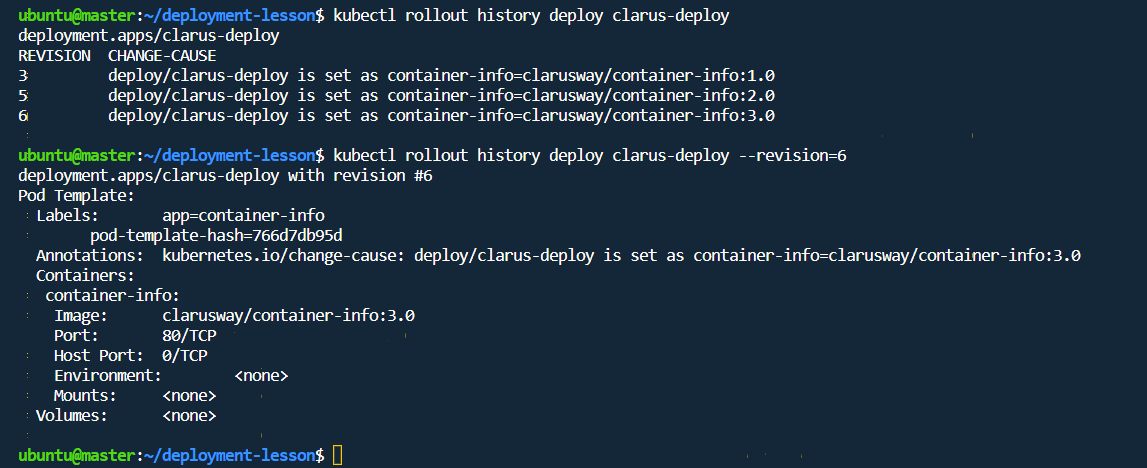 ubuntu@master:~/deployment-lesson$ kubectl rollout history deploy clarus-deploy
deployment.apps/clarus-deploy
REVISION  CHANGE-CAUSE
3         deploy/clarus-deploy is set as container-info=clarusway/container-info:1.0
5         deploy/clarus-deploy is set as container-info=clarusway/container-info:2.0
6         deploy/clarus-deploy is set as container-info=clarusway/container-info:3.0
ubuntu@master:~/deployment-lesson$ kubectl rollout history deploy clarus-deploy --revision=6
deployment.apps/clarus-deploy with revision #6
Pod Template:
  Labels:       app=container-info
        pod-template-hash=766d7db95d
  Annotations:  kubernetes.io/change-cause: deploy/clarus-deploy is set as container-info=clarusway/container-info:3.0
  Containers:
   container-info:
    Image:      clarusway/container-info:3.0
    Port:       80/TCP
    Host Port:  0/TCP
    Environment:        <none>
    Mounts:     <none>
  Volumes:      <none>
ubuntu@master:~/deployment-lesson$